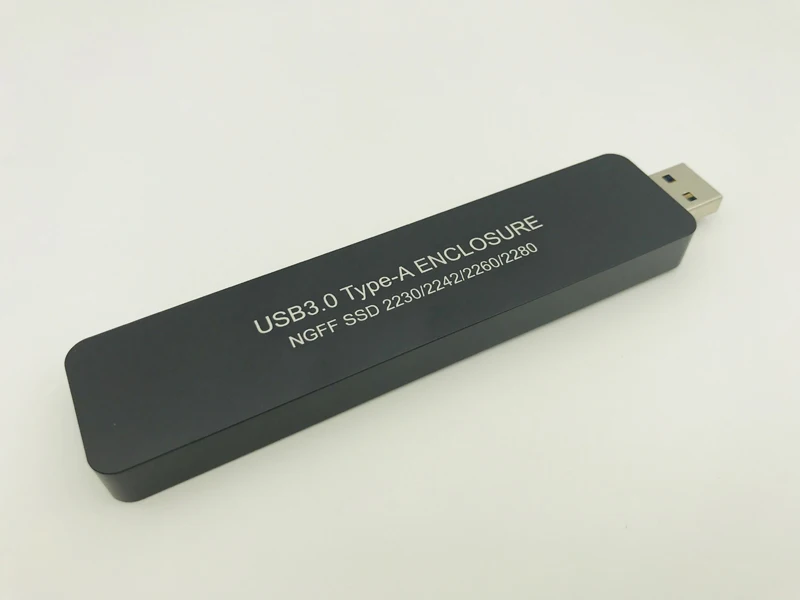 USB3.0 Type-A ENCLOSURE
NGFF SSD 2230/2242/2260/2280